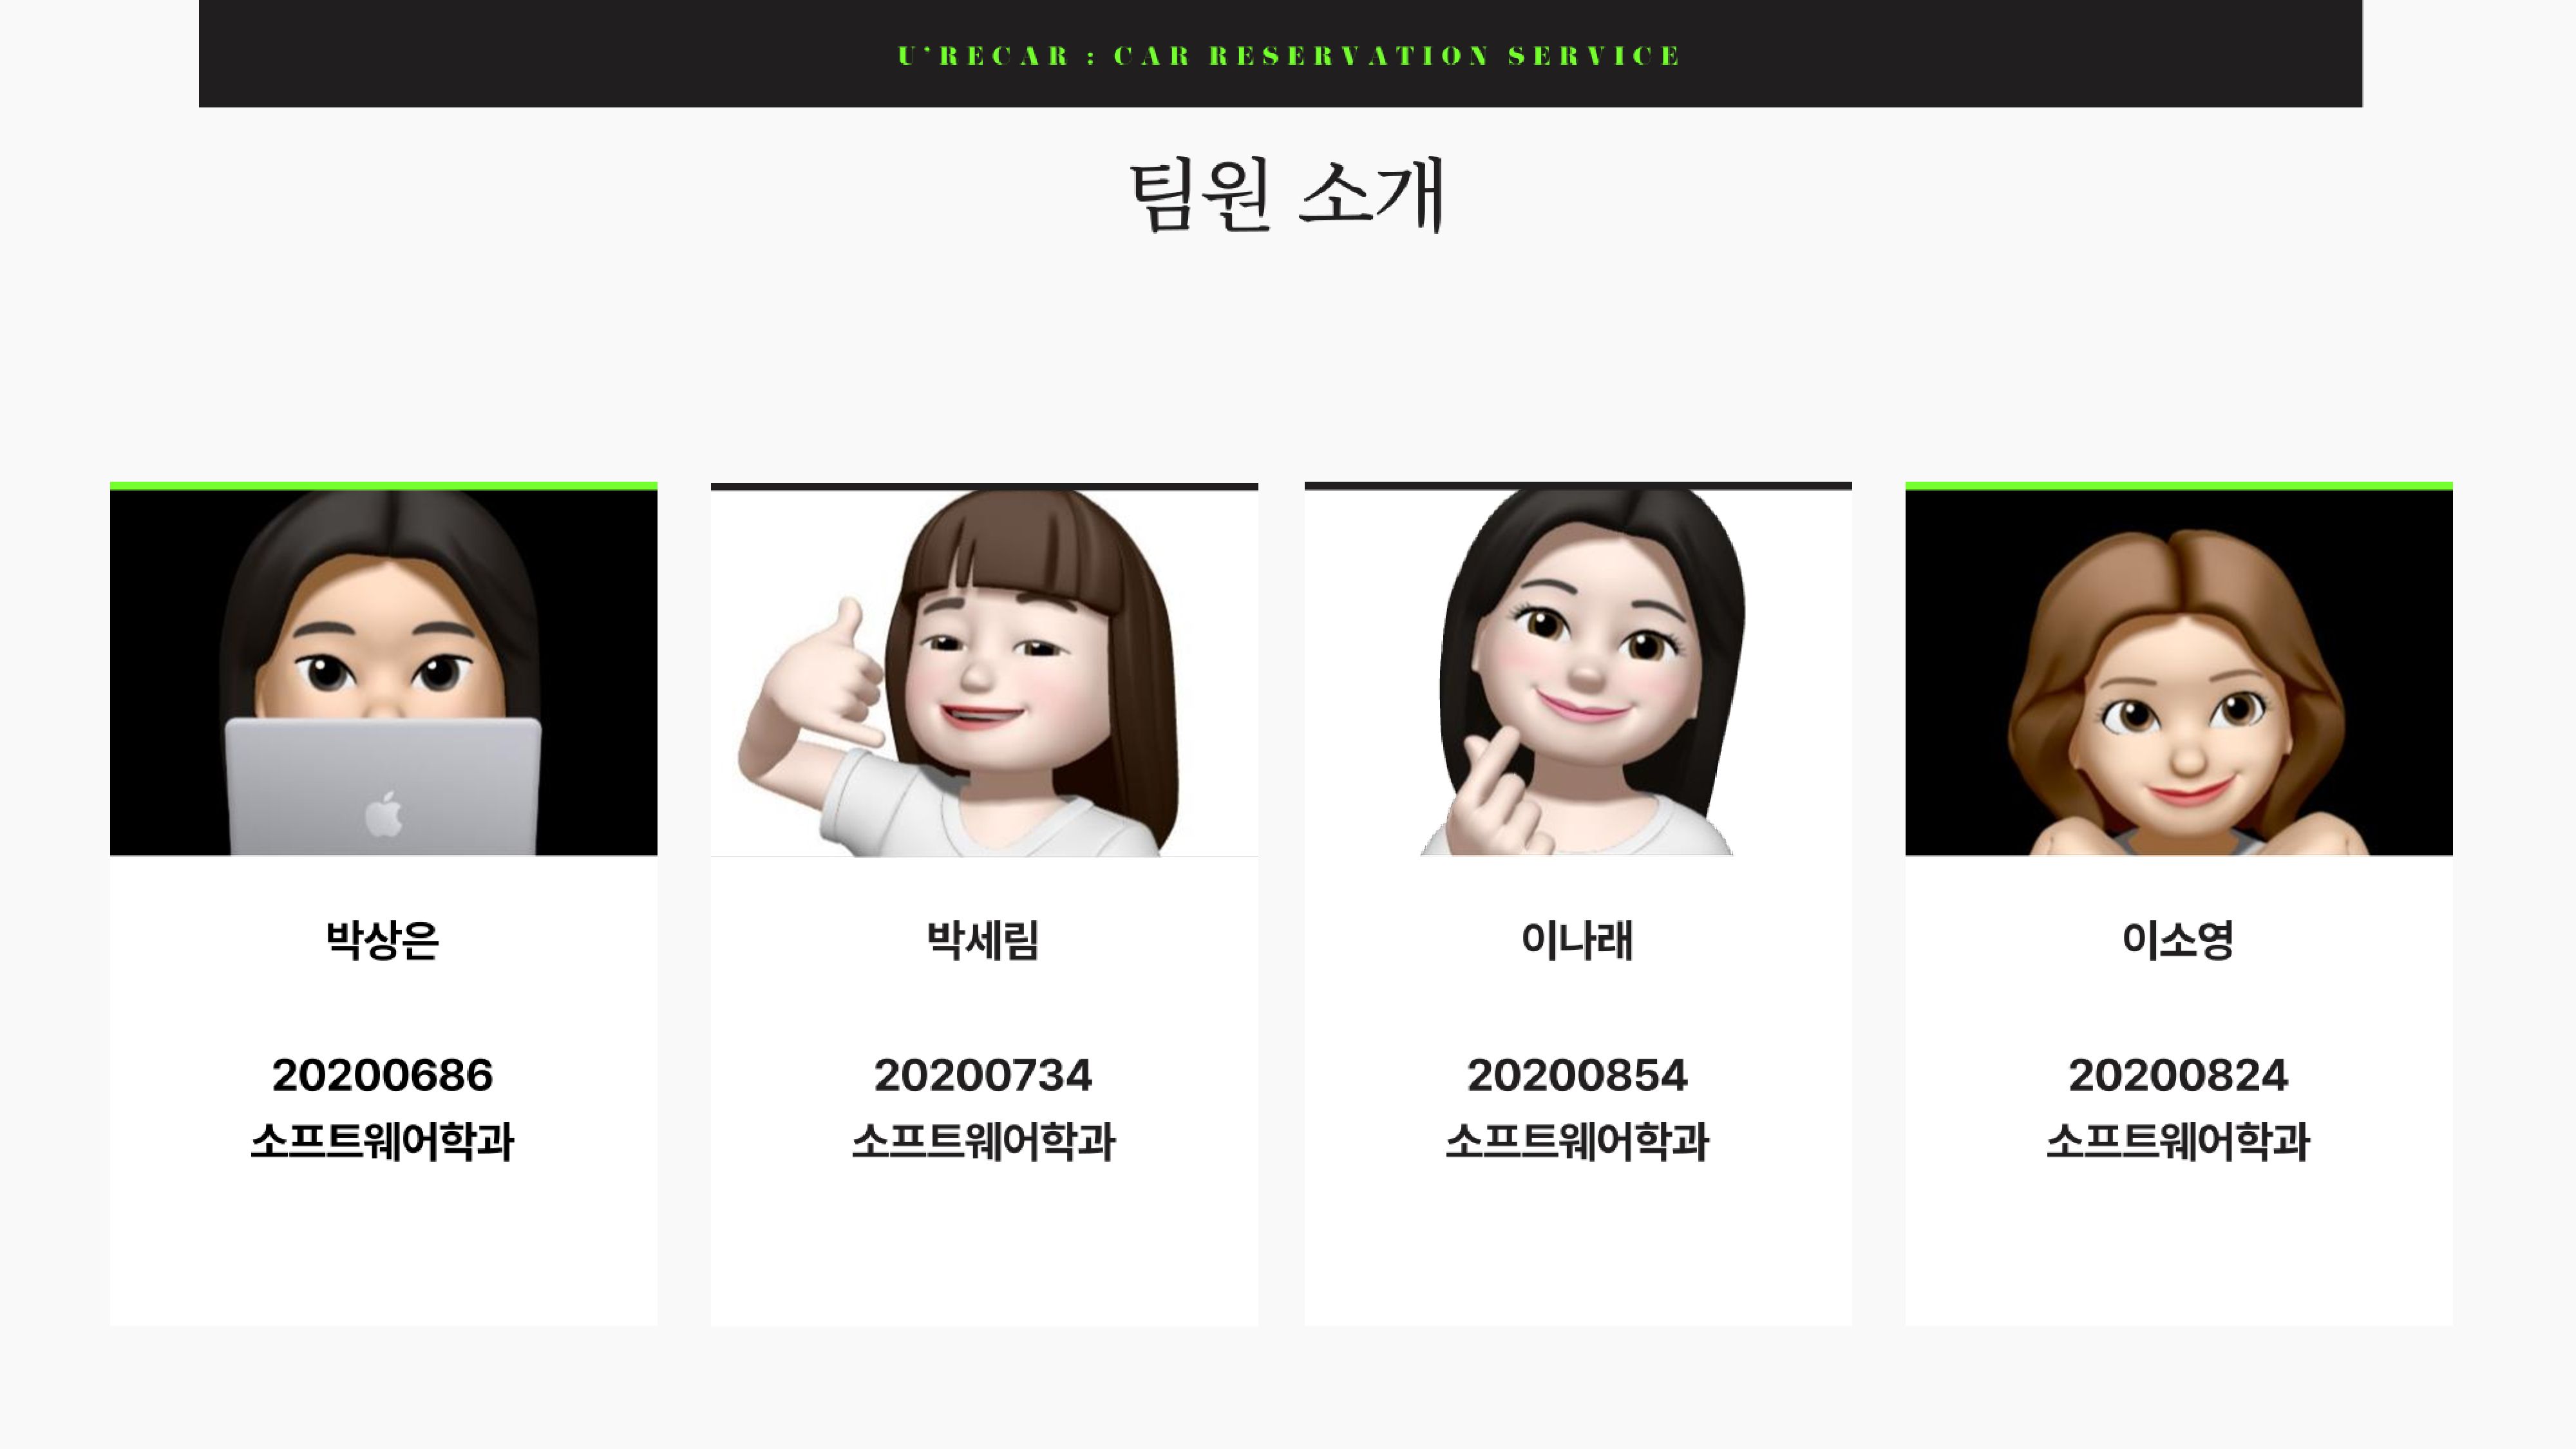 U'RECAR : CAR RESERVATION SERVICE
팀원 소개
박상은
20200686
소프트웨어학과
박세림
20200734
소프트웨어학과
이나래
20200854
소프트웨어학과
이소영
20200824
소프트웨어학과